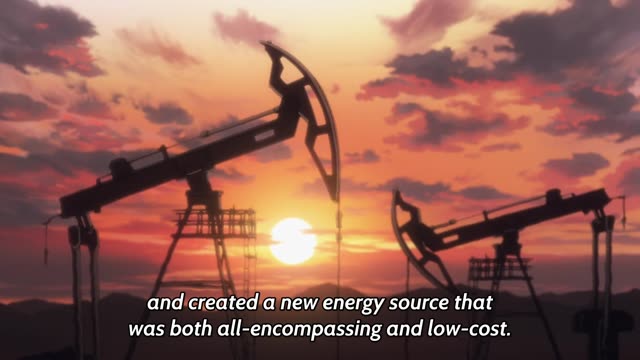 and created a new energy source that
was both all-encompassing and low-cost.